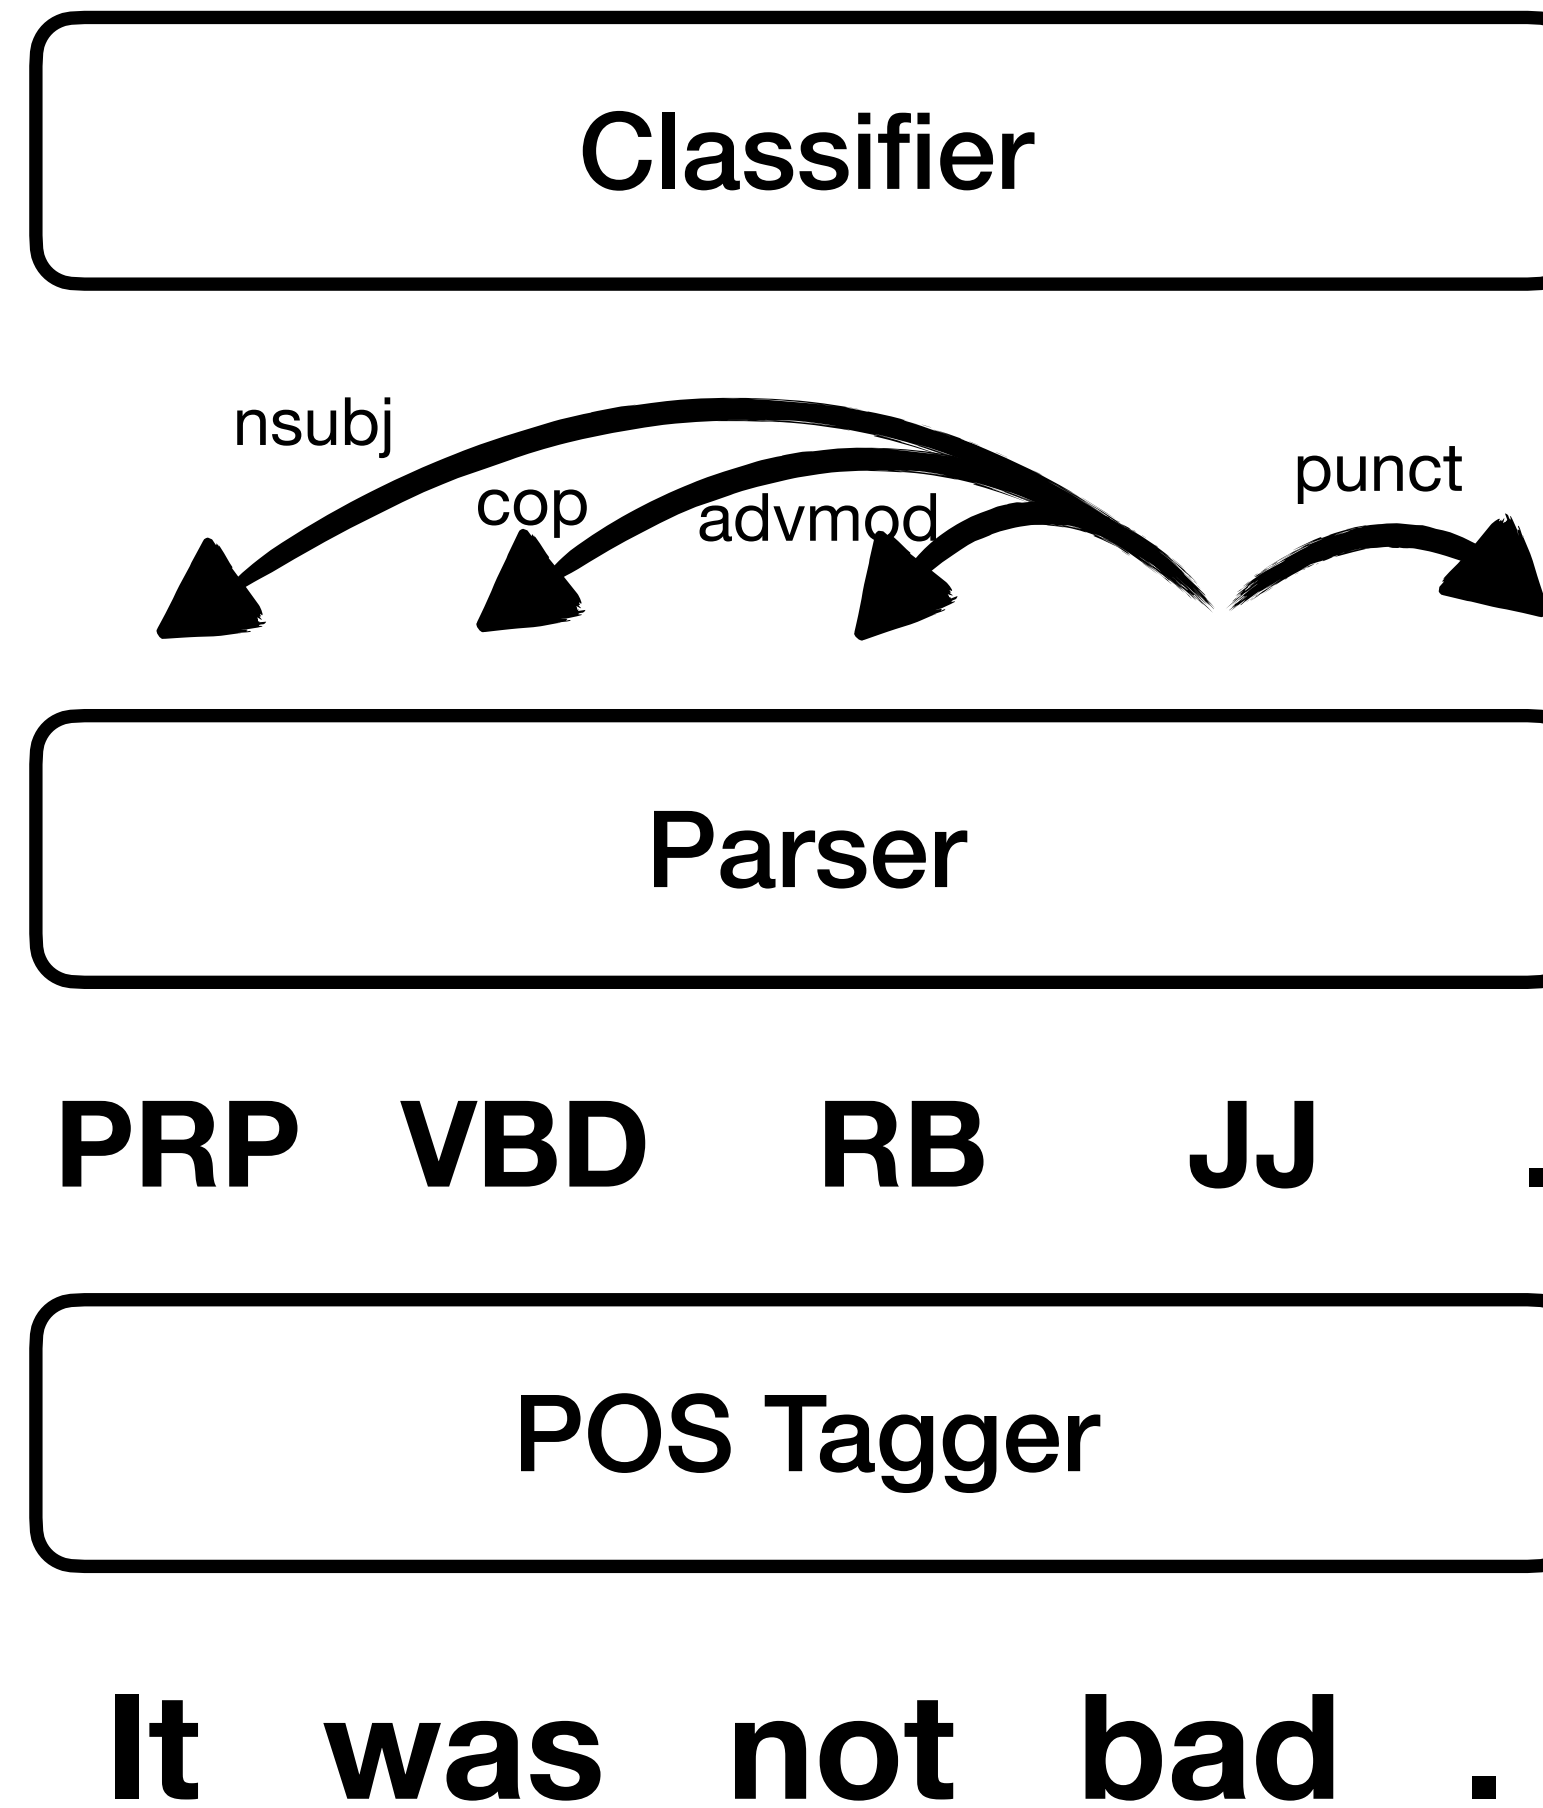 Classifier
nsubj
punct
cop
advmod
Parser
PRP VBD RB JJ .
POS Tagger
It was not bad .